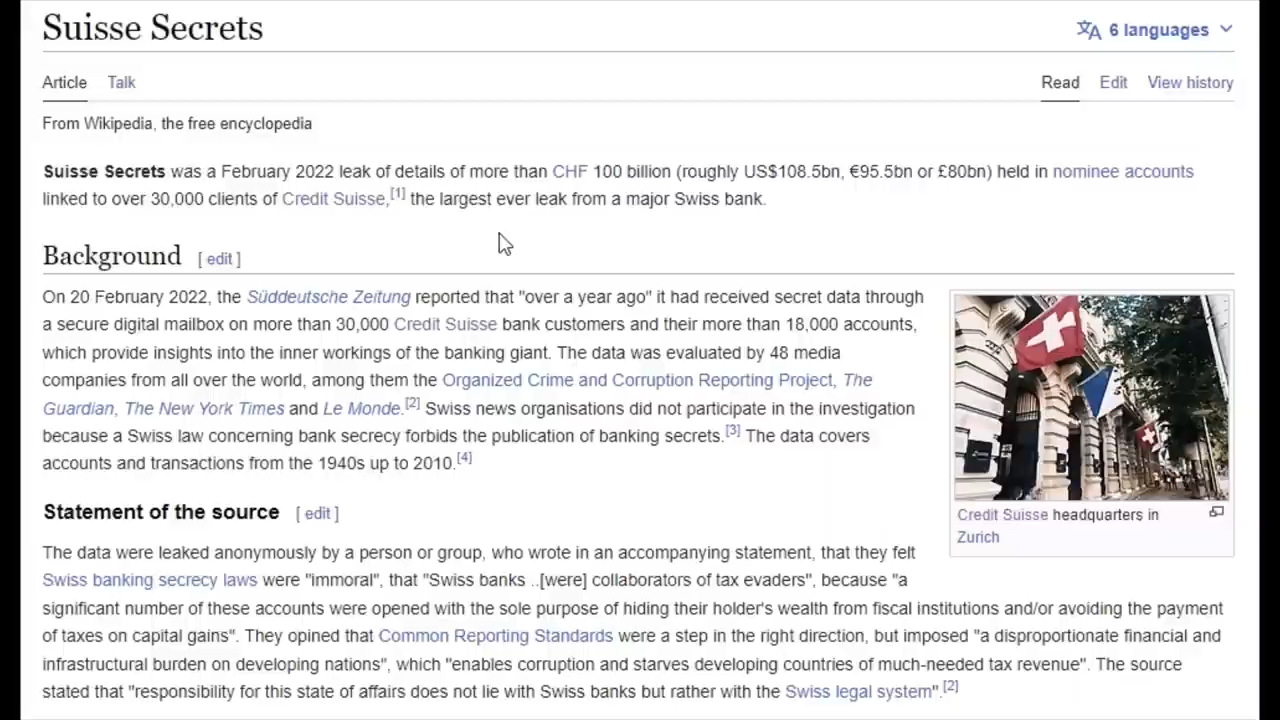 Suisse Secrets
6 languages
Article Talk Read Edit View history
From Wikipedia, the free encyclopedia
Suisse Secrets was a February 2022 leak of details of more than CHF 100 billion (roughly US$108.5bn, €95.5bn or £80bn) held in nominee accounts
linked to over 30,000 clients of Credit Suisse,[1] the largest ever leak from a major Swiss bank.
Background [ edit ]
On 20 February 2022, the Süddeutsche Zeitung reported that "over a year ago" it had received secret data through
a secure digital mailbox on more than 30,000 Credit Suisse bank customers and their more than 18,000 accounts,
which provide insights into the inner workings of the banking giant. The data was evaluated by 48 media
companies from all over the world, among them the Organized Crime and Corruption Reporting Project, The
Guardian, The New York Times and Le Monde.[2] Swiss news organisations did not participate in the investigation
because a Swiss law concerning bank secrecy forbids the publication of banking secrets.[3] The data covers
accounts and transactions from the 1940s up to 2010.[4]
Credit Suisse headquarters in
Zurich
Statement of the source [ edit ]
The data were leaked anonymously by a person or group, who wrote in an accompanying statement, that they felt
Swiss banking secrecy laws were "immoral", that "Swiss banks ..[were] collaborators of tax evaders", because "a
significant number of these accounts were opened with the sole purpose of hiding their holder's wealth from fiscal institutions and/or avoiding the payment
of taxes on capital gains". They opined that Common Reporting Standards were a step in the right direction, but imposed "a disproportionate financial and
infrastructural burden on developing nations", which "enables corruption and starves developing countries of much-needed tax revenue". The source
stated that "responsibility for this state of affairs does not lie with Swiss banks but rather with the Swiss legal system".[2]